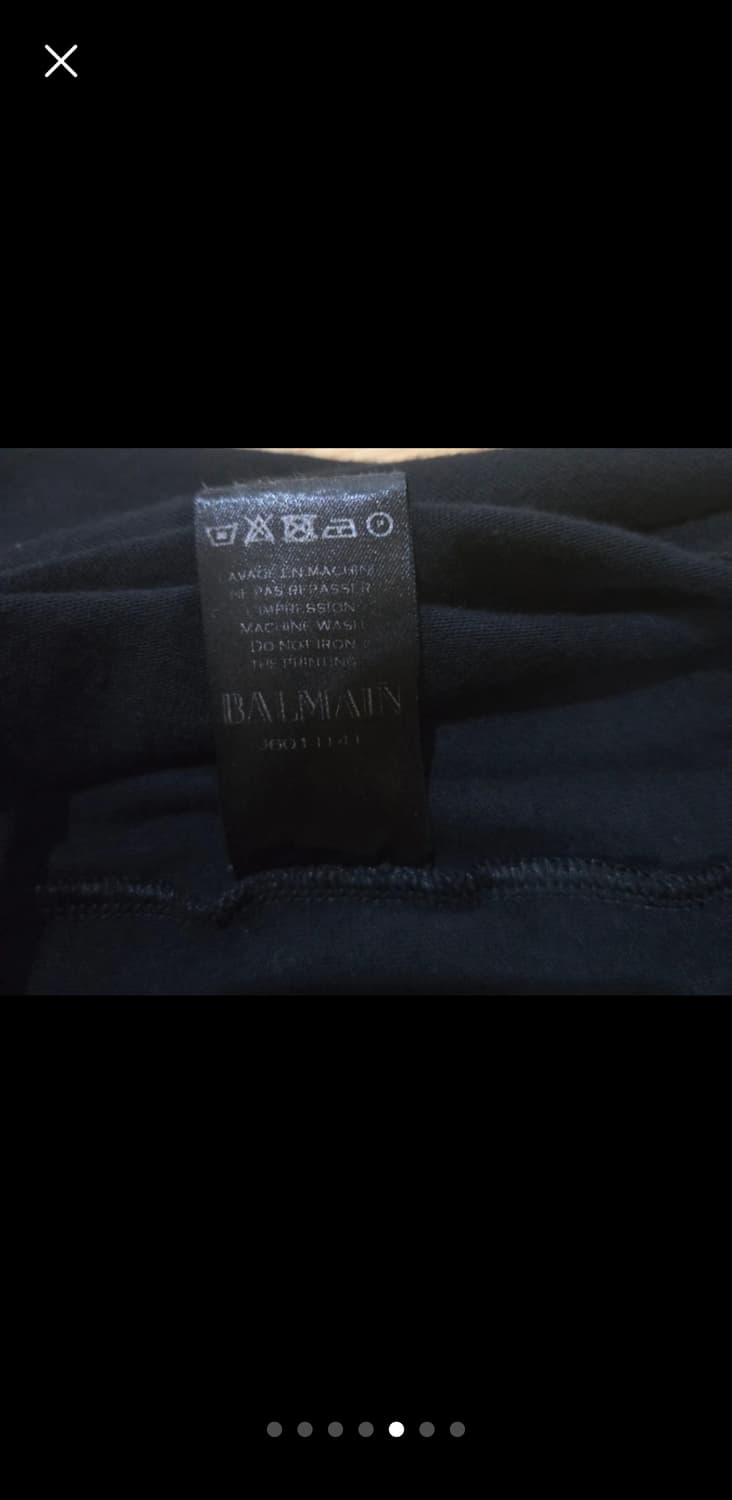 LAVAGE EN MACHINE
NE PAS REPASSER
L'IMPRESSION
MACHINE WASH
DO NOT IRON
THE PRINTING
BALMAIN